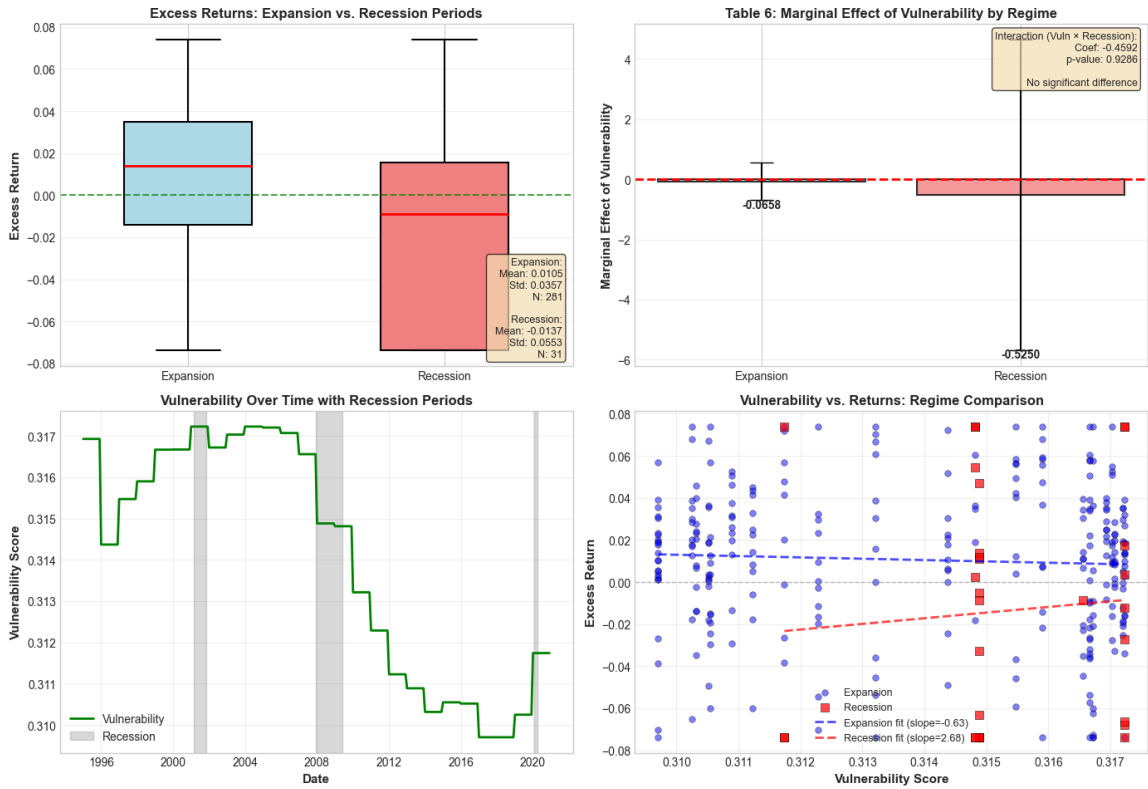 Excess Returns: Expansion vs. Recession Periods
0.08
0.06
0.04
0.02
0.00
−0.02
−0.04
−0.06
−0.08
Excess Return
Expansion
Recession
Expansion:
Mean: 0.0105
Std: 0.0357
N: 281
Recession:
Mean: -0.0137
Std: 0.0553
N: 31
Table 6: Marginal Effect of Vulnerability by Regime
4
2
0
−2
−4
−6
Marginal Effect of Vulnerability
Interaction (Vuln × Recession):
Coef: -0.4592
p-value: 0.9286
No significant difference
-0.0658
-0.5250
Expansion
Recession
Vulnerability Over Time with Recession Periods
0.317
0.316
0.315
0.314
0.313
0.312
0.311
0.310
Vulnerability Score
Vulnerability
Recession
1996
2000
2004
2008
2012
2016
2020
Date
Vulnerability vs. Returns: Regime Comparison
0.08
0.06
0.04
0.02
0.00
−0.02
−0.04
−0.06
−0.08
Excess Return
Expansion
Recession
Expansion fit (slope=-0.63)
Recession fit (slope=2.68)
0.310
0.311
0.312
0.313
0.314
0.315
0.316
0.317
Vulnerability Score